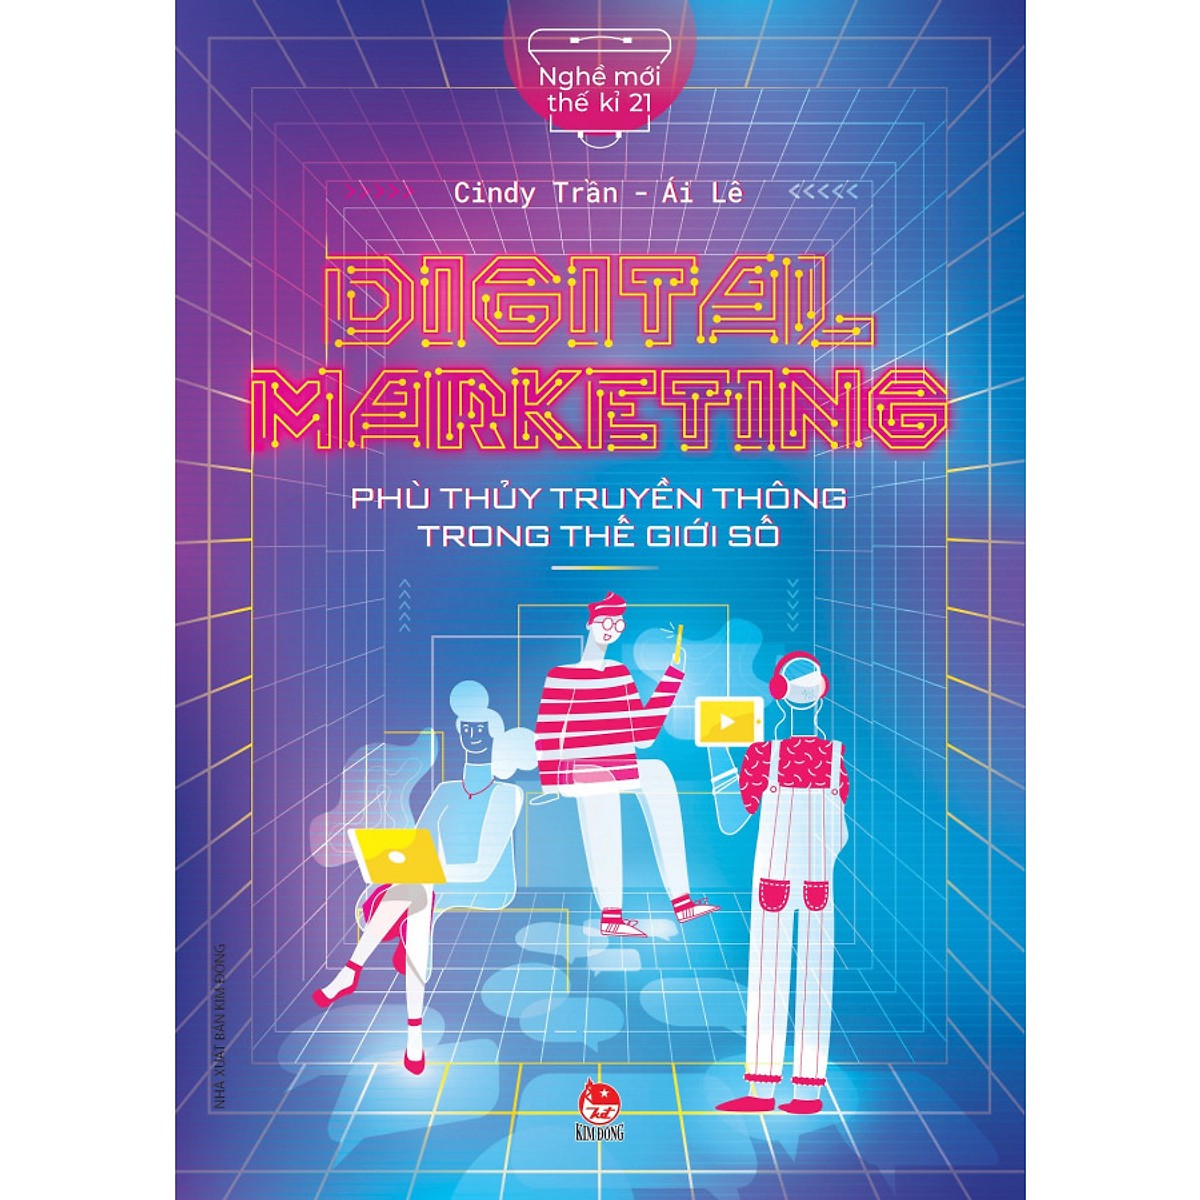 Nghề mới
thế kỉ 21
Cindy Trần - Ái Lê
DIGITAL
MARKETING
PHÙ THỦY TRUYỀN THÔNG
TRONG THẾ GIỚI SỐ
NHÀ XUẤT BẢN KIM ĐỒNG
kđ
KIM ĐỒNG